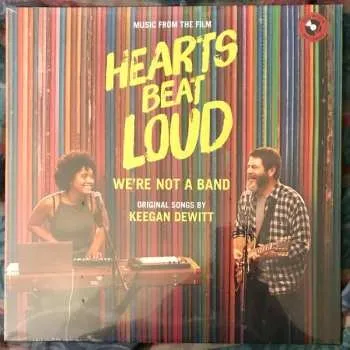 MUSIC FROM THE FILM
HEARTS
BEAT
LOUD
WE'RE NOT A BAND
ORIGINAL SONGS BY
KEEGAN DEWITT